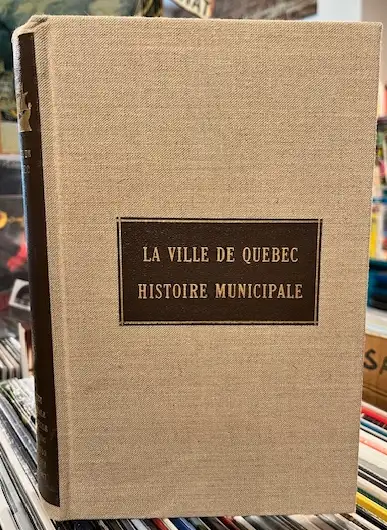 LA VILLE DE QUEBEC
HISTOIRE MUNICIPALE